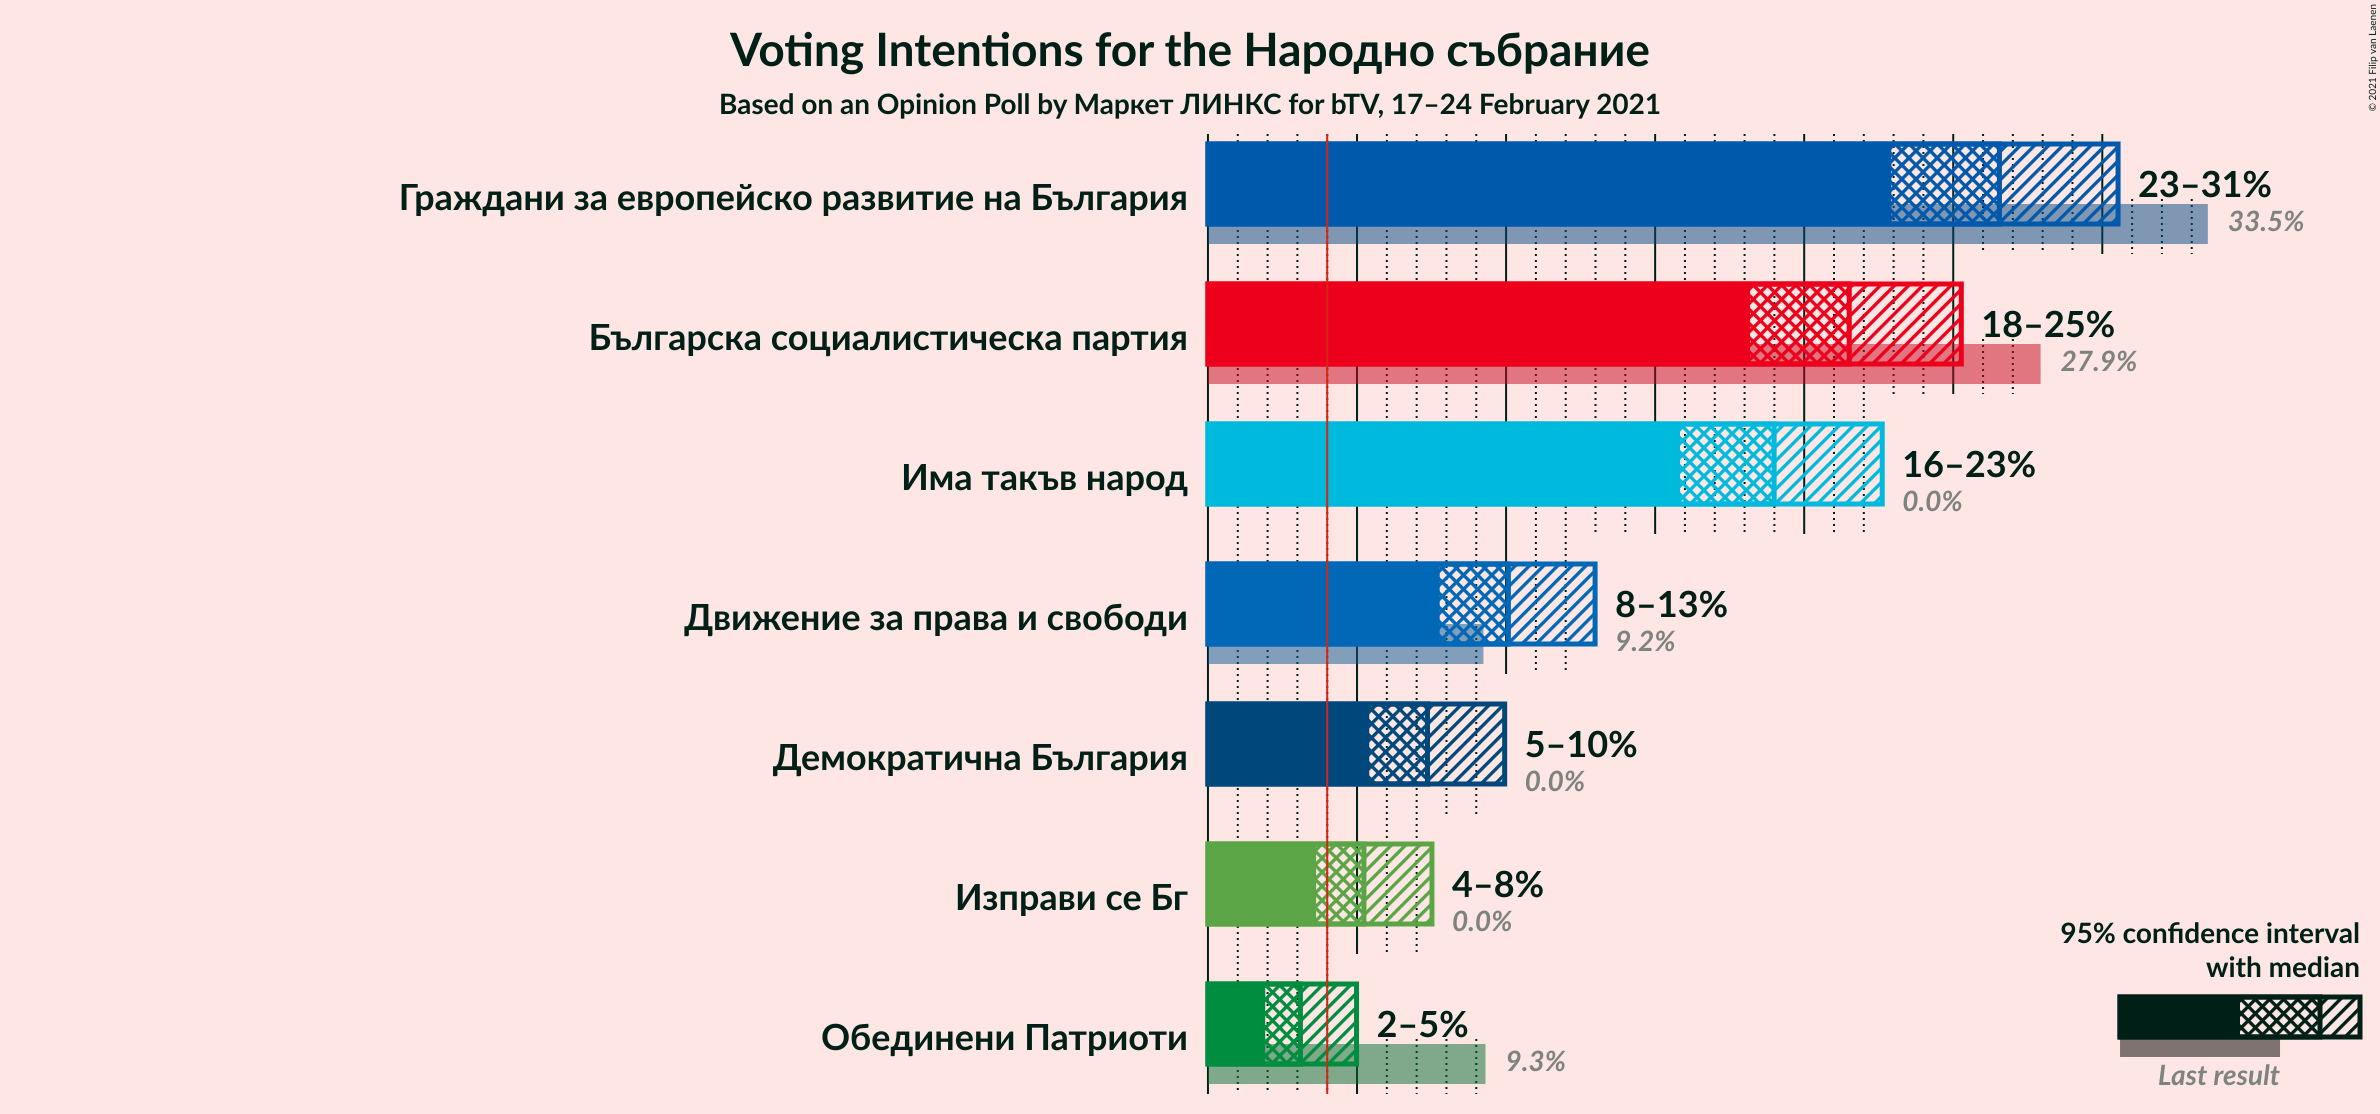 Voting Intentions for the Народно събрание
Based on an Opinion Poll by Маркет ЛИНКС for bTV, 17–24 February 2021
© 2021 Filip van Laenen
Граждани за европейско развитие на България
23–31%
33.5%
Българска социалистическа партия
18–25%
27.9%
Има такъв народ
16–23%
0.0%
Движение за права и свободи
8–13%
9.2%
Демократична България
5–10%
0.0%
Изправи се Бг
4–8%
0.0%
Обединени Патриоти
2–5%
9.3%
95% confidence interval
with median
Last result